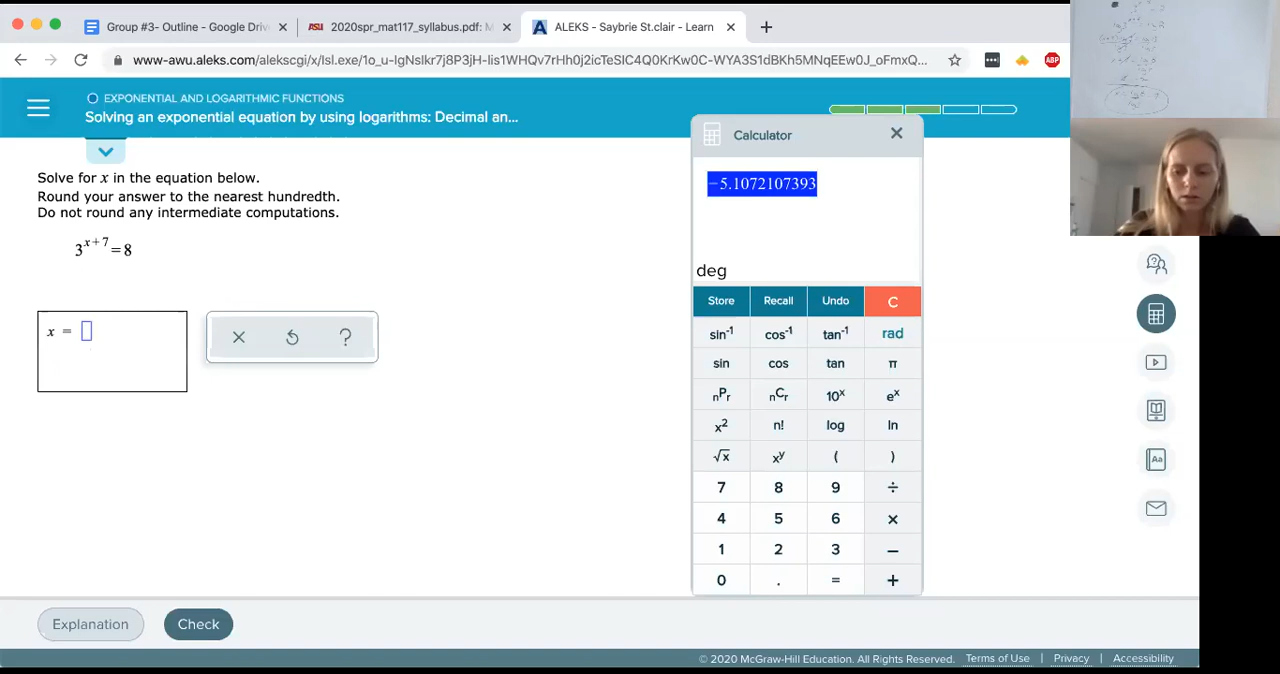 Group #3- Outline - Google Driv
2020spr_mat117_syllabus.pdf: M
ALEKS - Saybrie St.clair - Learn
www-awu.aleks.com/alekscgi/x/Isl.exe/1o_u-IgNsIkr7j8P3jH-lis1WHQv7rHh0j2icTeSIC4Q0KrKw0C-WYA3S1dBKh5MNqEEw0J_oFmxQ...
ABP
EXPONENTIAL AND LOGARITHMIC FUNCTIONS
Solving an exponential equation by using logarithms: Decimal an...
Calculator
Solve for x in the equation below.
Round your answer to the nearest hundredth.
Do not round any intermediate computations.
3^{x+7} = 8
x =
?
−5.1072107393
deg
Store Recall Undo C
sin⁻¹ cos⁻¹ tan⁻¹ rad
sin cos tan π
nPr nCr 10ˣ eˣ
x² n! log ln
√x xʸ ( )
7 8 9 ÷
4 5 6 ×
1 2 3 −
0 . = +
Aa
Explanation
Check
© 2020 McGraw-Hill Education. All Rights Reserved. Terms of Use | Privacy | Accessibility